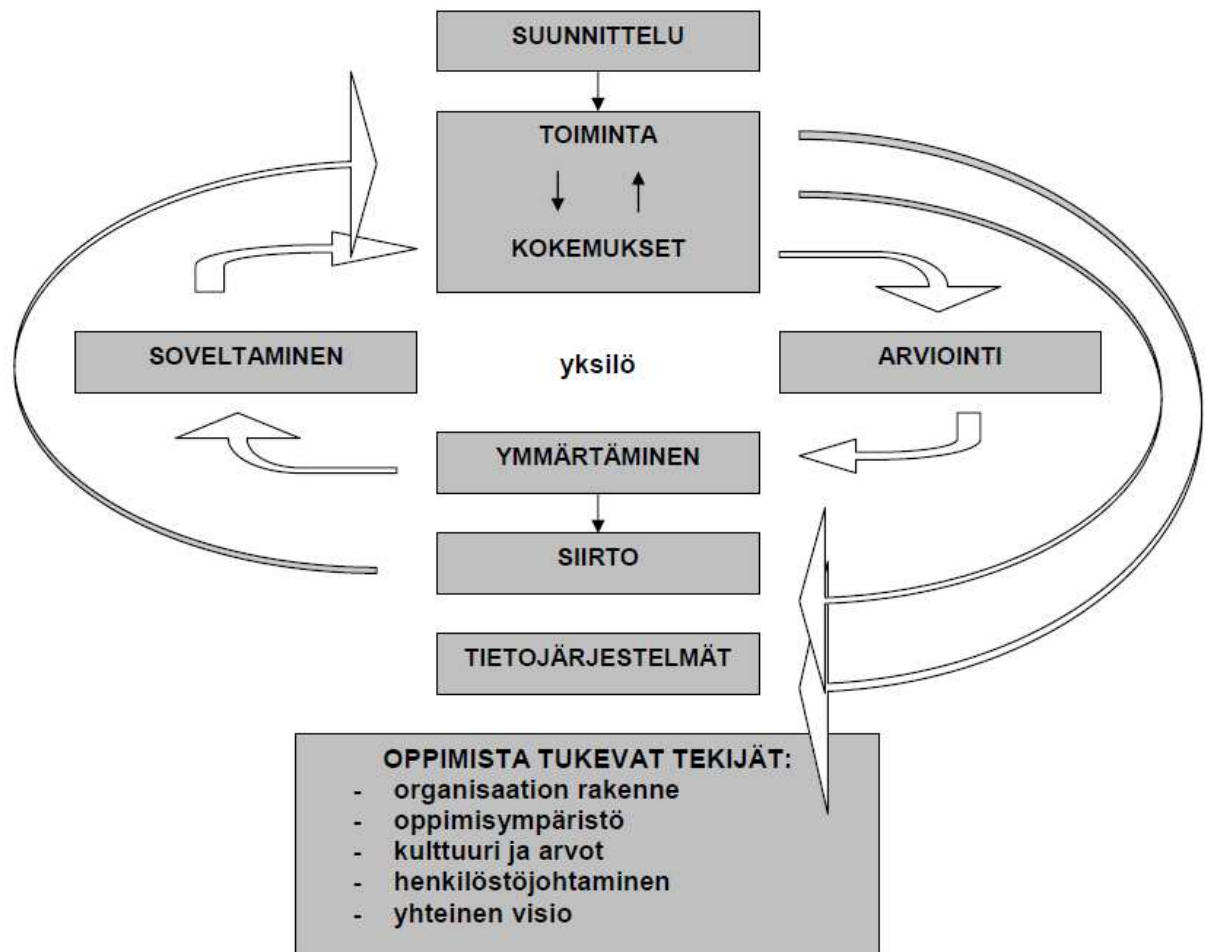 SUUNNITTELU
TOIMINTA
KOKEMUKSET
SOVELTAMINEN
yksilö
ARVIOINTI
YMMÄRTÄMINEN
SIIRTO
TIETOJÄRJESTELMÄT
OPPIMISTA TUKEVAT TEKIJÄT:
- organisaation rakenne
- oppimisympäristö
- kulttuuri ja arvot
- henkilöstöjohtaminen
- yhteinen visio